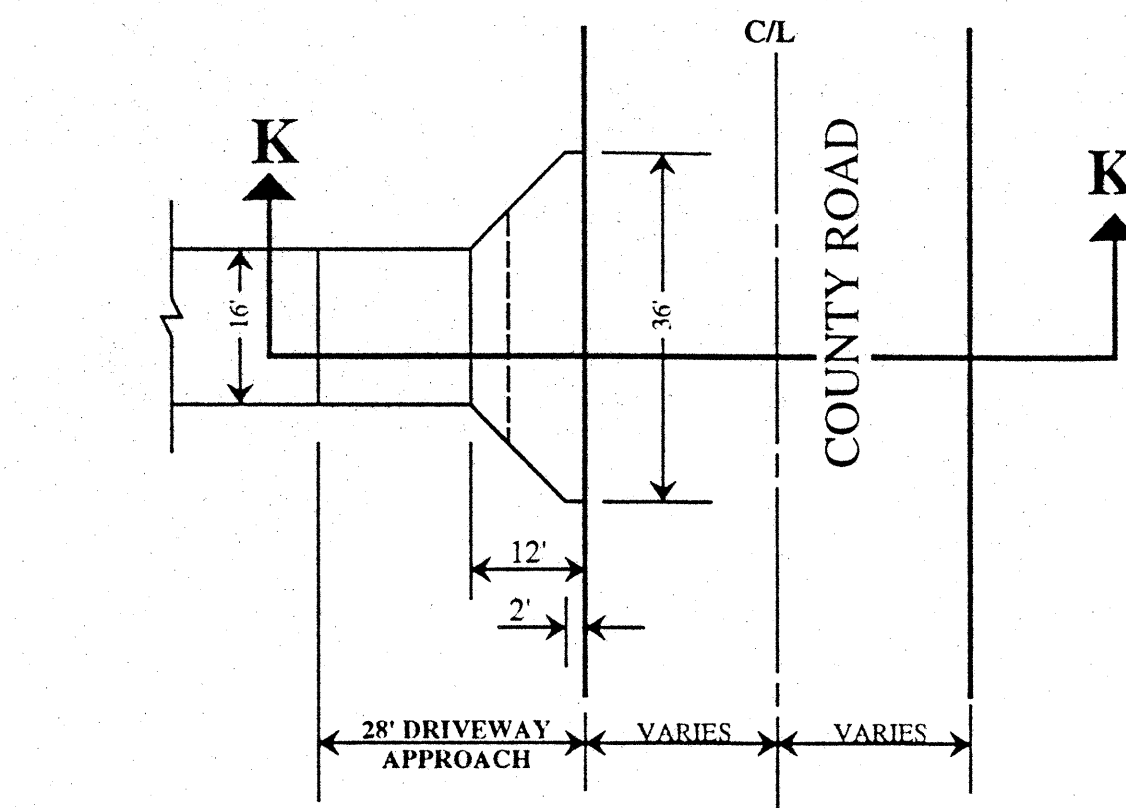 C/L
K
K
COUNTY ROAD
16'
36'
12'
2'
28' DRIVEWAY
APPROACH
VARIES
VARIES